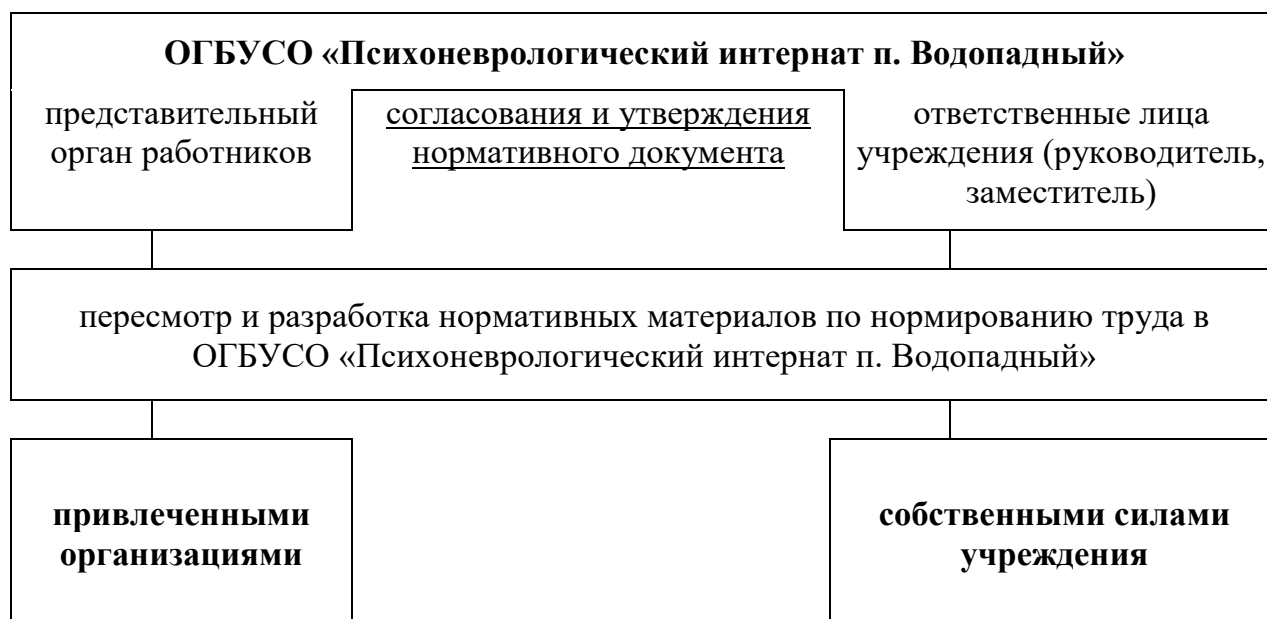 ОГБУСО «Психоневрологический интернат п. Водопадный»
представительный
орган работников
согласования и утверждения
нормативного документа
ответственные лица
учреждения (руководитель,
заместитель)
пересмотр и разработка нормативных материалов по нормированию труда в
ОГБУСО «Психоневрологический интернат п. Водопадный»
привлеченными
организациями
собственными силами
учреждения